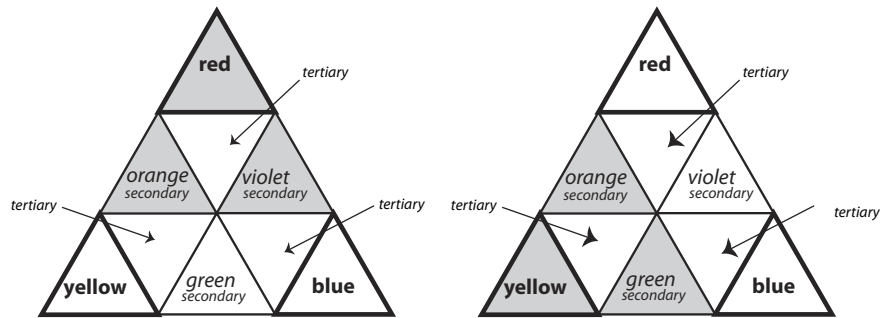 red
tertiary
orange
secondary
violet
secondary
tertiary
tertiary
yellow
green
secondary
blue
red
tertiary
orange
secondary
violet
secondary
tertiary
tertiary
yellow
green
secondary
blue